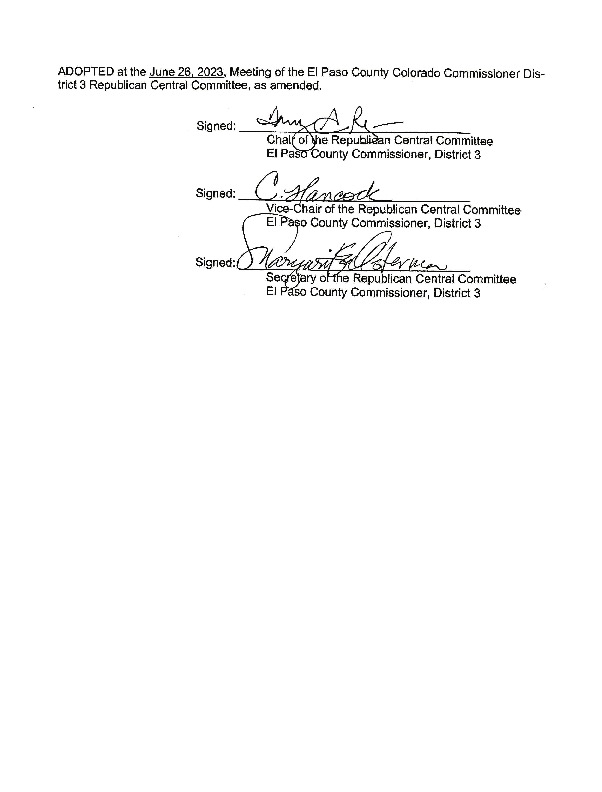 ADOPTED at the June 26, 2023, Meeting of the El Paso County Colorado Commissioner Dis-
trict 3 Republican Central Committee, as amended.
Signed:
Chair of the Republican Central Committee
El Paso County Commissioner, District 3
Signed: C. Hancock
Vice-Chair of the Republican Central Committee
El Paso County Commissioner, District 3
Signed:
Secretary of the Republican Central Committee
El Paso County Commissioner, District 3